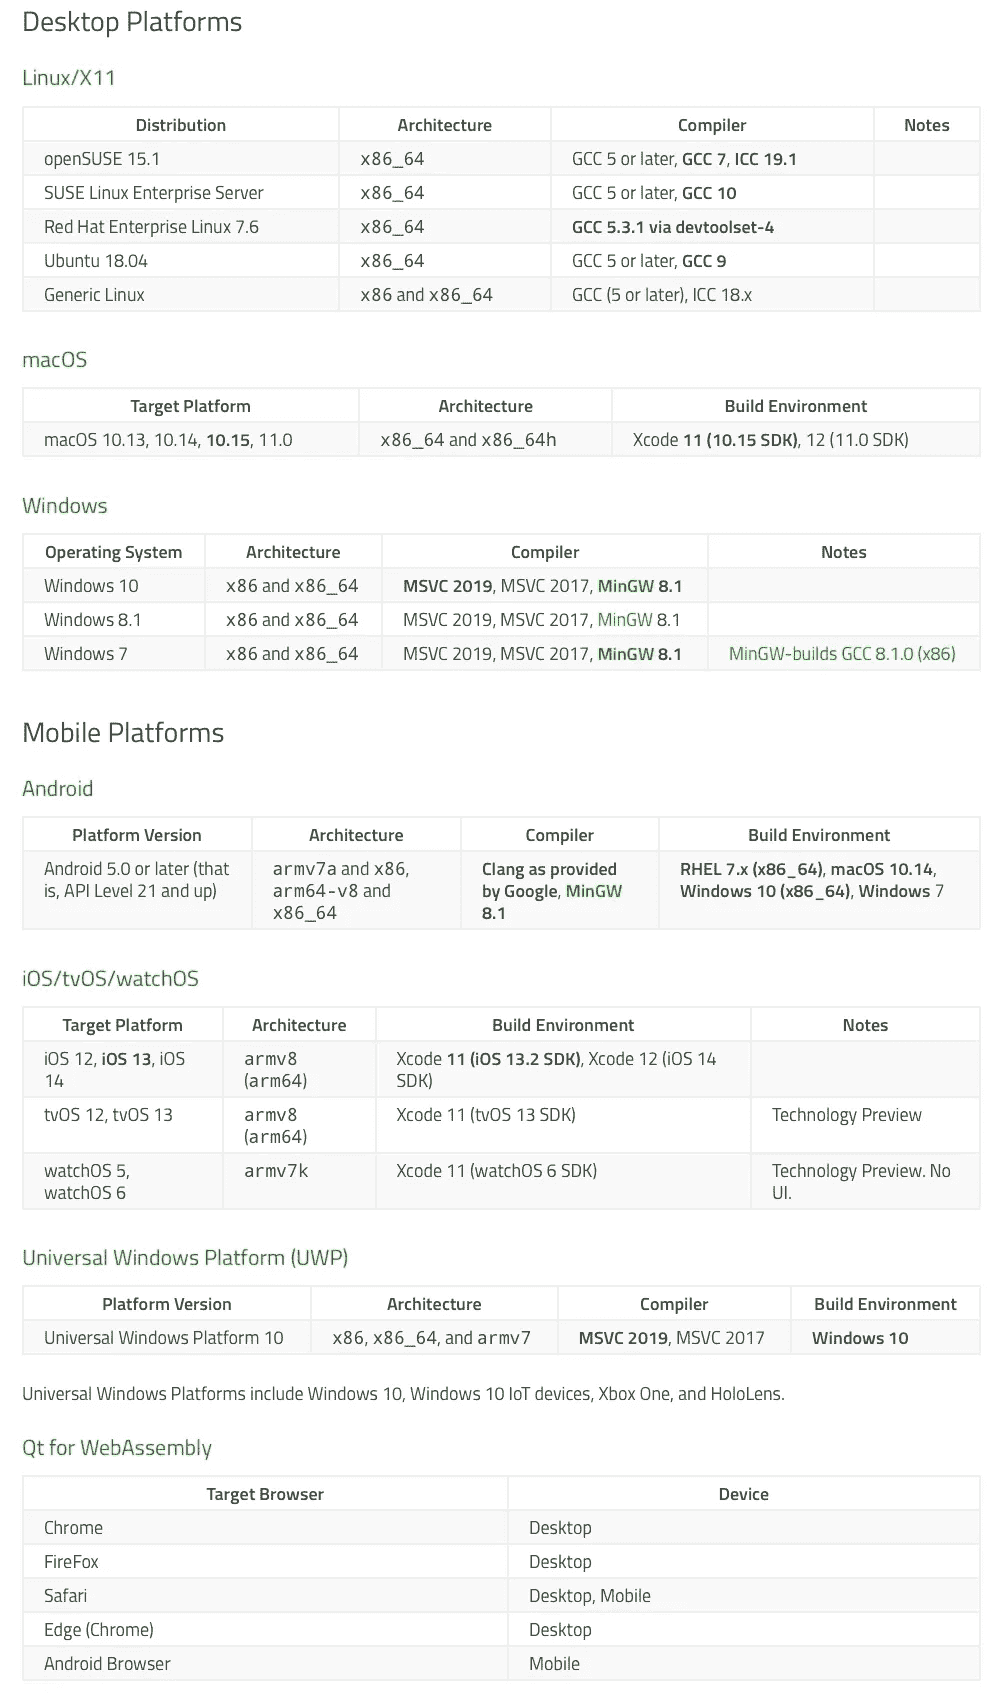 Desktop Platforms
Linux/X11
Distribution Architecture Compiler Notes
openSUSE 15.1 x86_64 GCC 5 or later, GCC 7, ICC 19.1
SUSE Linux Enterprise Server x86_64 GCC 5 or later, GCC 10
Red Hat Enterprise Linux 7.6 x86_64 GCC 5.3.1 via devtoolset-4
Ubuntu 18.04 x86_64 GCC 5 or later, GCC 9
Generic Linux x86 and x86_64 GCC (5 or later), ICC 18.x
macOS
Target Platform Architecture Build Environment
macOS 10.13, 10.14, 10.15, 11.0 x86_64 and x86_64h Xcode 11 (10.15 SDK), 12 (11.0 SDK)
Windows
Operating System Architecture Compiler Notes
Windows 10 x86 and x86_64 MSVC 2019, MSVC 2017, MinGW 8.1
Windows 8.1 x86 and x86_64 MSVC 2019, MSVC 2017, MinGW 8.1
Windows 7 x86 and x86_64 MSVC 2019, MSVC 2017, MinGW 8.1 MinGW-builds GCC 8.1.0 (x86)
Mobile Platforms
Android
Platform Version Architecture Compiler Build Environment
Android 5.0 or later (that armv7a and x86, Clang as provided RHEL 7.x (x86_64), macOS 10.14,
is, API Level 21 and up) arm64-v8 and by Google, MinGW Windows 10 (x86_64), Windows 7
x86_64 8.1
iOS/tvOS/watchOS
Target Platform Architecture Build Environment Notes
iOS 12, iOS 13, iOS armv8 Xcode 11 (iOS 13.2 SDK), Xcode 12 (iOS 14
14 (arm64) SDK)
tvOS 12, tvOS 13 armv8 Xcode 11 (tvOS 13 SDK) Technology Preview
(arm64)
watchOS 5, armv7k Xcode 11 (watchOS 6 SDK) Technology Preview. No
watchOS 6 UI.
Universal Windows Platform (UWP)
Platform Version Architecture Compiler Build Environment
Universal Windows Platform 10 x86, x86_64, and armv7 MSVC 2019, MSVC 2017 Windows 10
Universal Windows Platforms include Windows 10, Windows 10 IoT devices, Xbox One, and HoloLens.
Qt for WebAssembly
Target Browser Device
Chrome Desktop
FireFox Desktop
Safari Desktop, Mobile
Edge (Chrome) Desktop
Android Browser Mobile